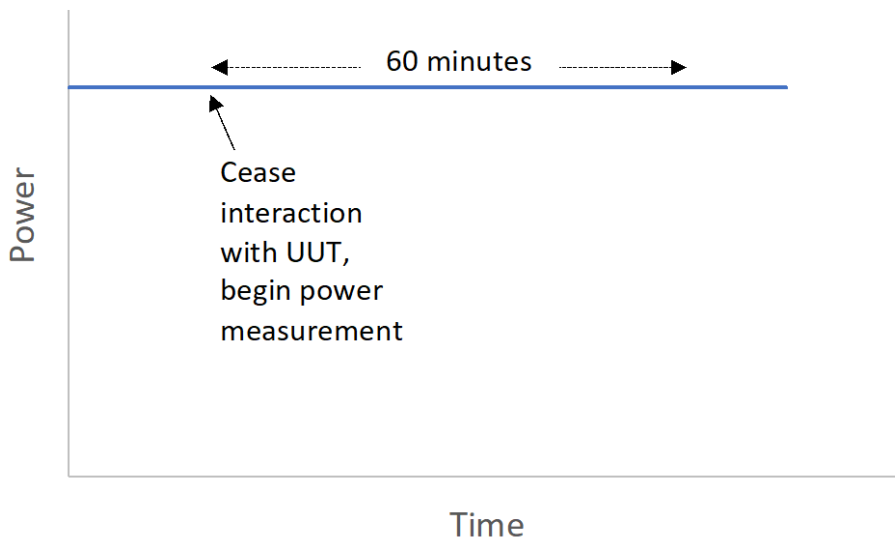 60 minutes
Cease
interaction
with UUT,
begin power
measurement
Power
Time